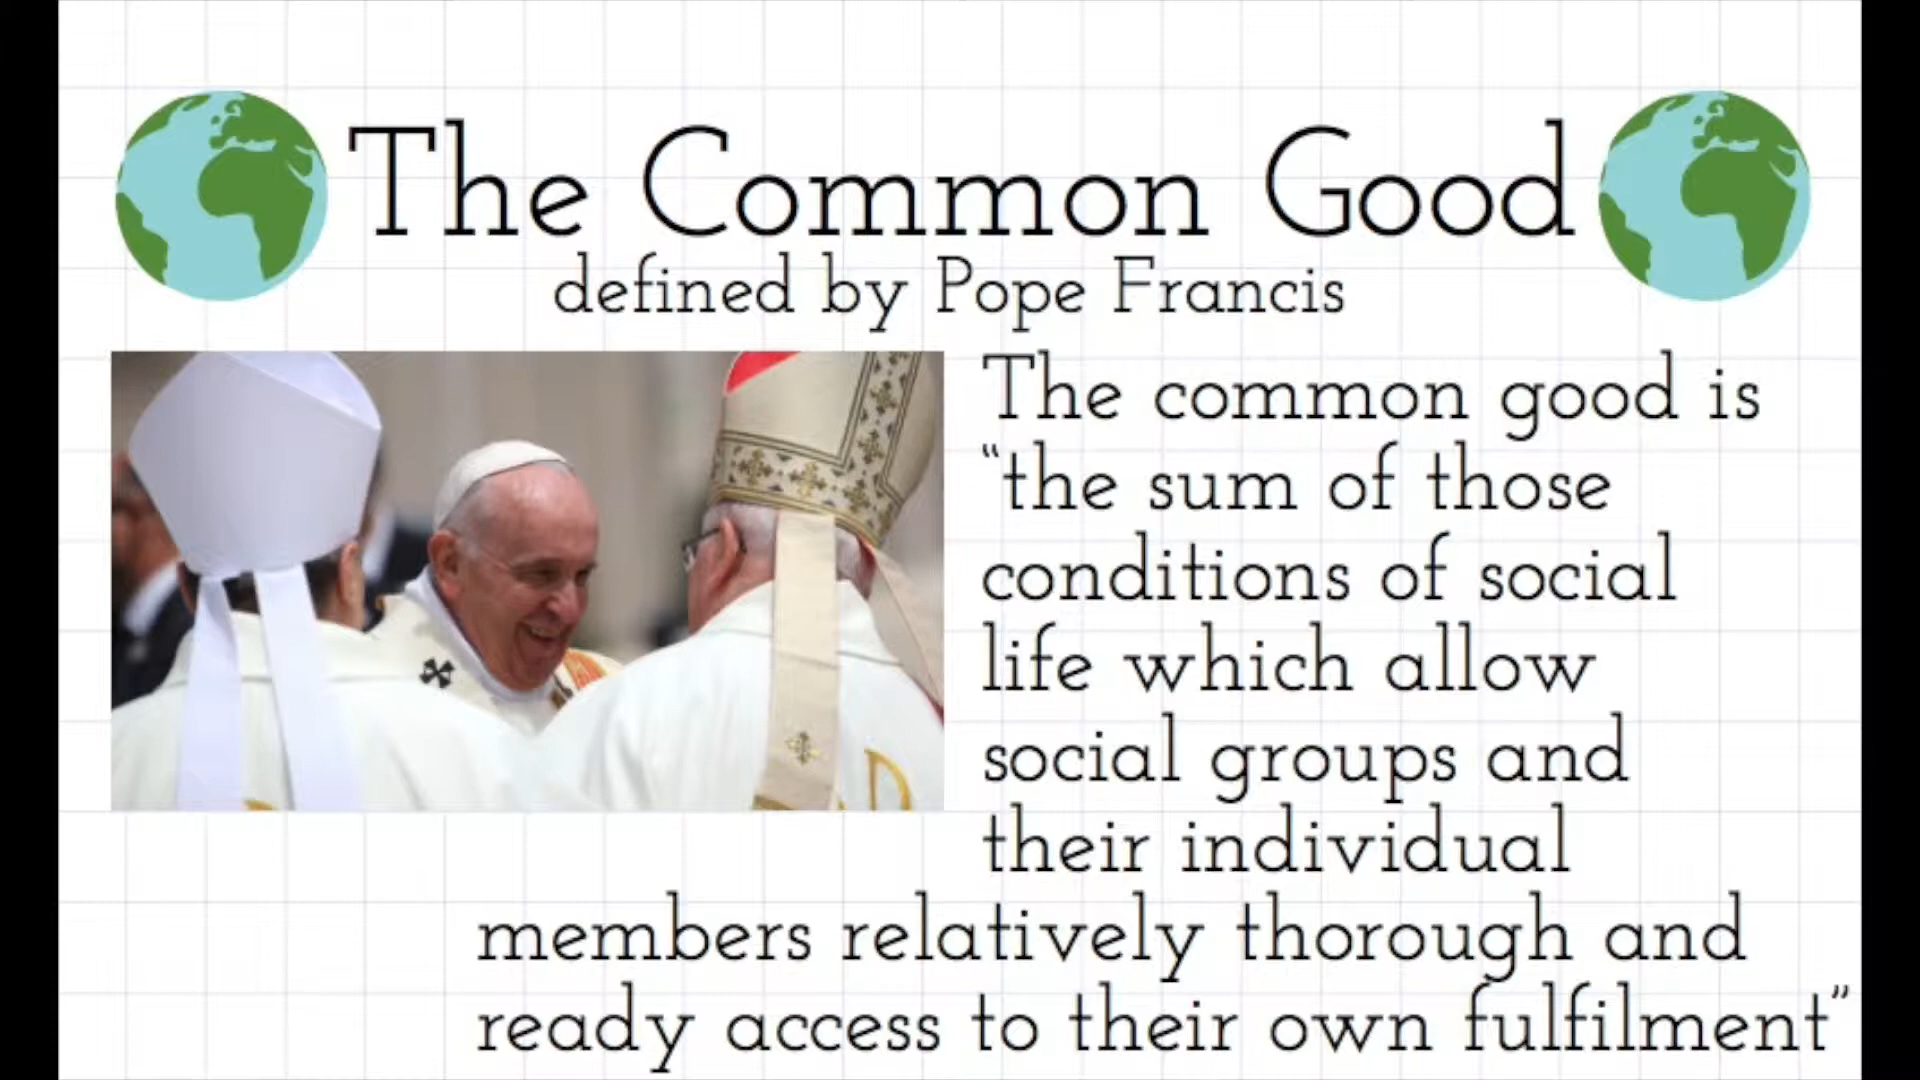 The Common Good
defined by Pope Francis
The common good is
“the sum of those
conditions of social
life which allow
social groups and
their individual
members relatively thorough and
ready access to their own fulfilment”